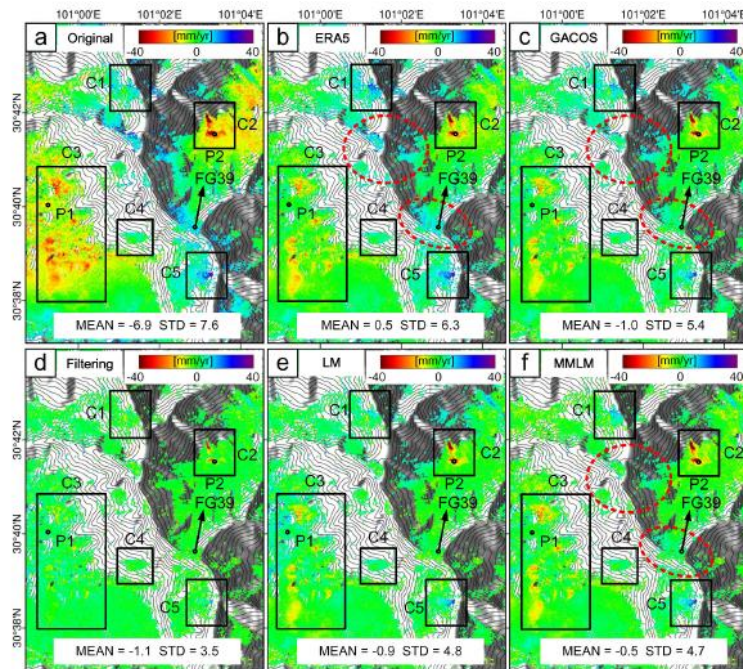 101°00'E 101°02'E 101°04'E 101°00'E 101°02'E 101°04'E 101°00'E 101°02'E 101°04'E
a Original [mm/yr] -40 0 40
b ERA5 [mm/yr] -40 0 40
c GACOS [mm/yr] -40 0 40
30°42'N 30°40'N 30°38'N
C1 C2 P2 C3 FG39 P1 C4 C5
C1 C2 P2 C3 FG39 P1 C4 C5
C1 C2 P2 C3 FG39 P1 C4 C5
MEAN = -6.9 STD = 7.6
MEAN = 0.5 STD = 6.3
MEAN = -1.0 STD = 5.4
d Filtering [mm/yr] -40 0 40
e LM [mm/yr] -40 0 40
f MMLM [mm/yr] -40 0 40
30°42'N 30°40'N 30°38'N
C1 C2 P2 C3 FG39 P1 C4 C5
C1 C2 P2 C3 FG39 P1 C4 C5
C1 C2 P2 C3 FG39 P1 C4 C5
MEAN = -1.1 STD = 3.5
MEAN = -0.9 STD = 4.8
MEAN = -0.5 STD = 4.7